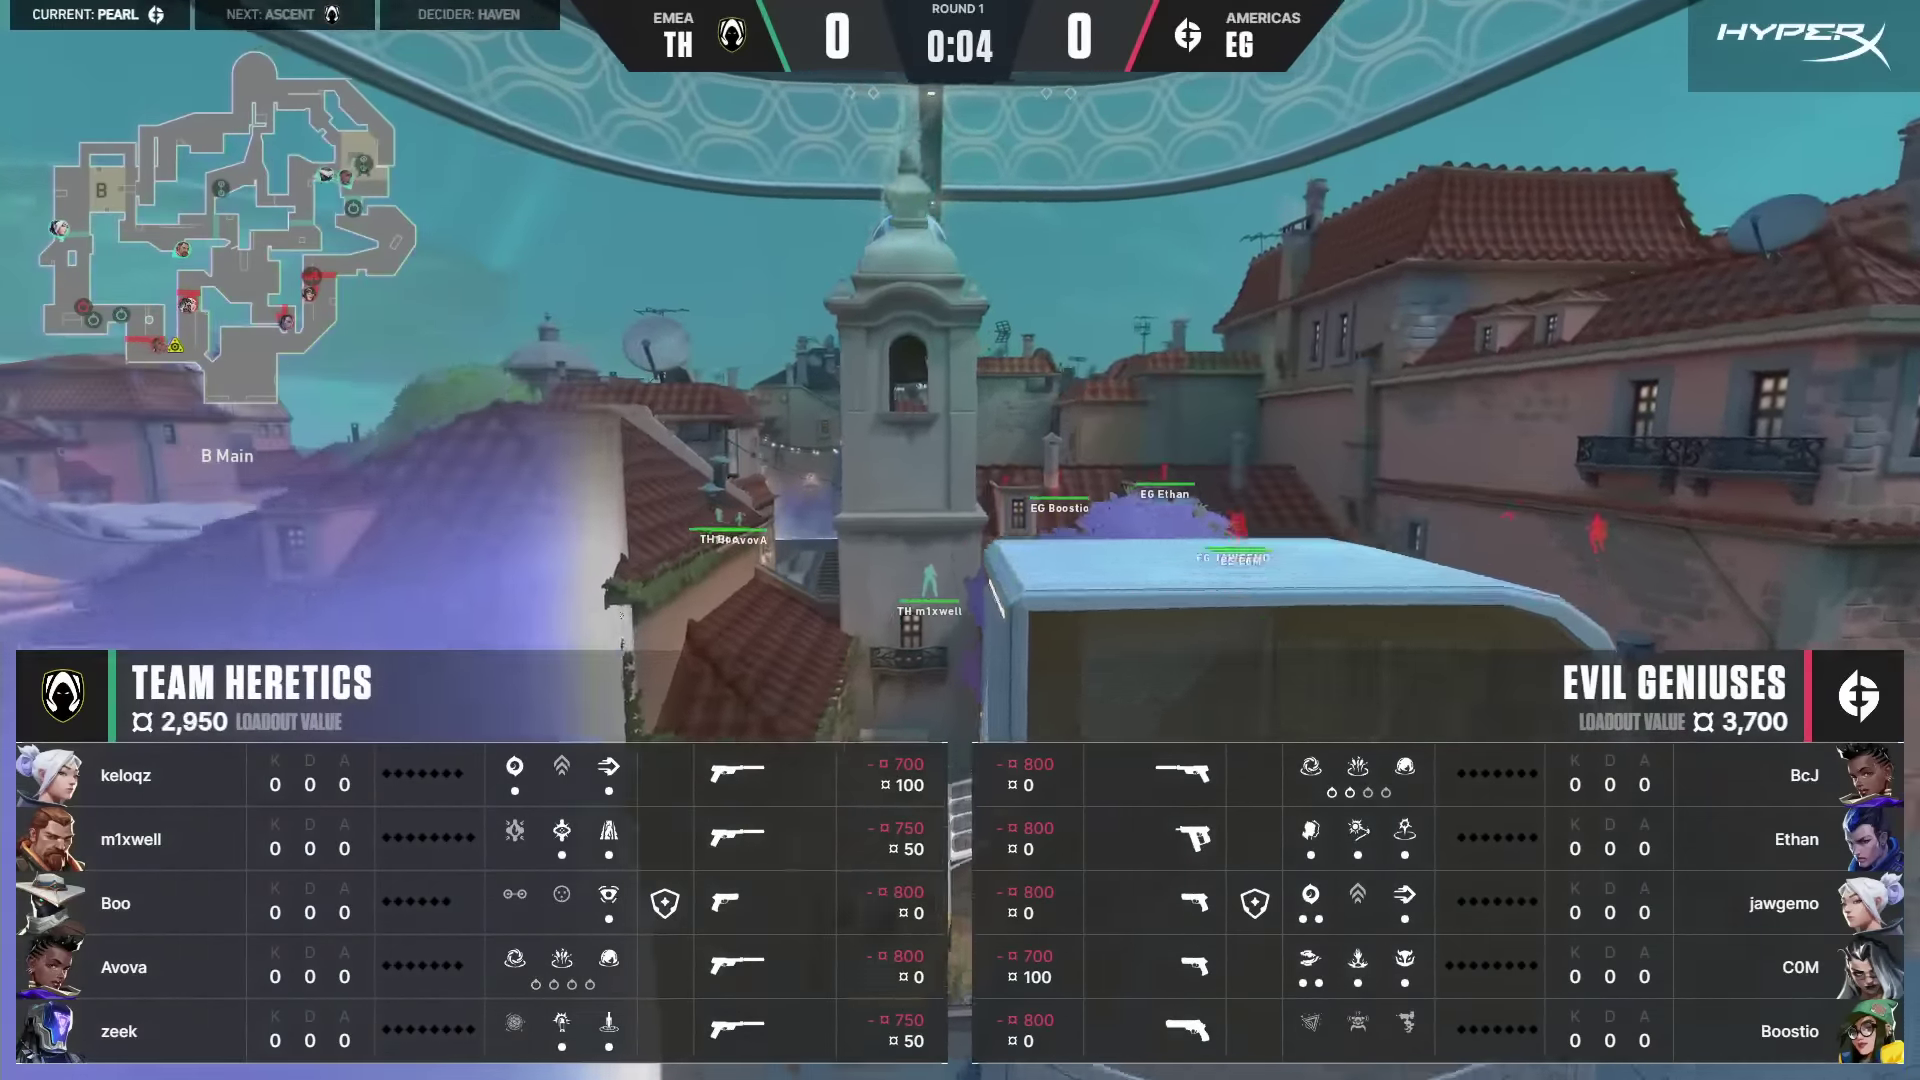 CURRENT: PEARL
NEXT: ASCENT
DECIDER: HAVEN
EMEA
TH
0
ROUND 1
0:04
0
AMERICAS
EG
HYPERX
B
B Main
EG Ethan
EG Boostio
TH m1xwell
TEAM HERETICS
2,950 LOADOUT VALUE
EVIL GENIUSES
LOADOUT VALUE 3,700
keloqz K 0 D 0 A 0 - 700 100
m1xwell K 0 D 0 A 0 - 750 50
Boo K 0 D 0 A 0 - 800 0
Avova K 0 D 0 A 0 - 800 0
zeek K 0 D 0 A 0 - 750 50
- 800 0 K 0 D 0 A 0 BcJ
- 800 0 K 0 D 0 A 0 Ethan
- 800 0 K 0 D 0 A 0 jawgemo
- 700 100 K 0 D 0 A 0 C0M
- 800 0 K 0 D 0 A 0 Boostio